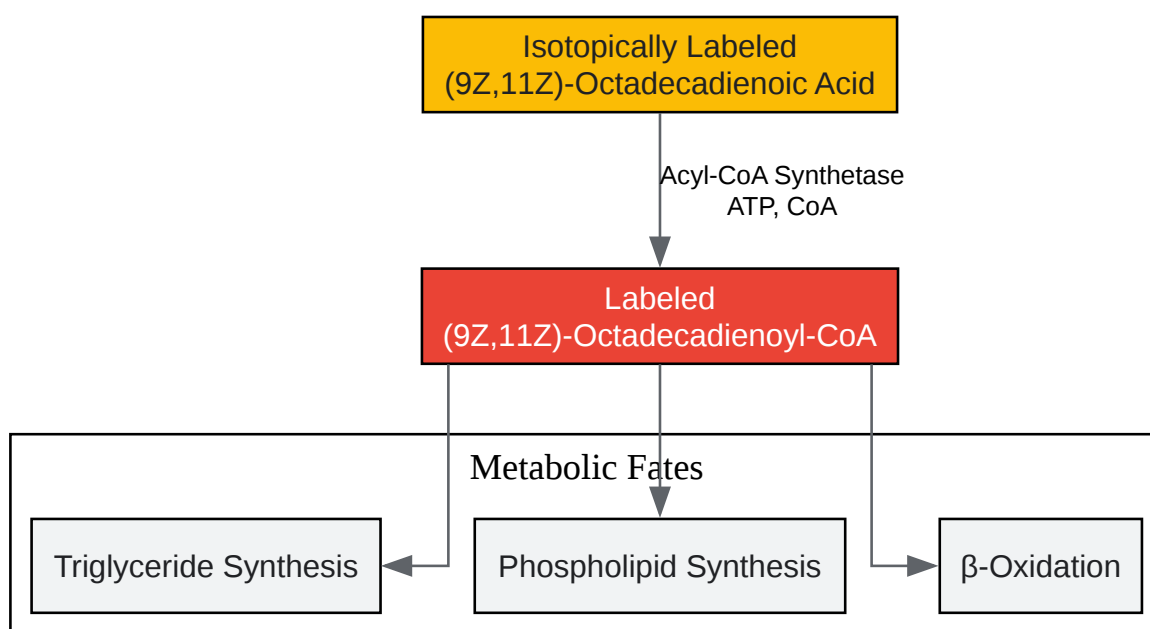 Isotopically Labeled
(9Z,11Z)-Octadecadienoic Acid
Acyl-CoA Synthetase
ATP, CoA
Labeled
(9Z,11Z)-Octadecadienoyl-CoA
Metabolic Fates
Triglyceride Synthesis
Phospholipid Synthesis
β-Oxidation